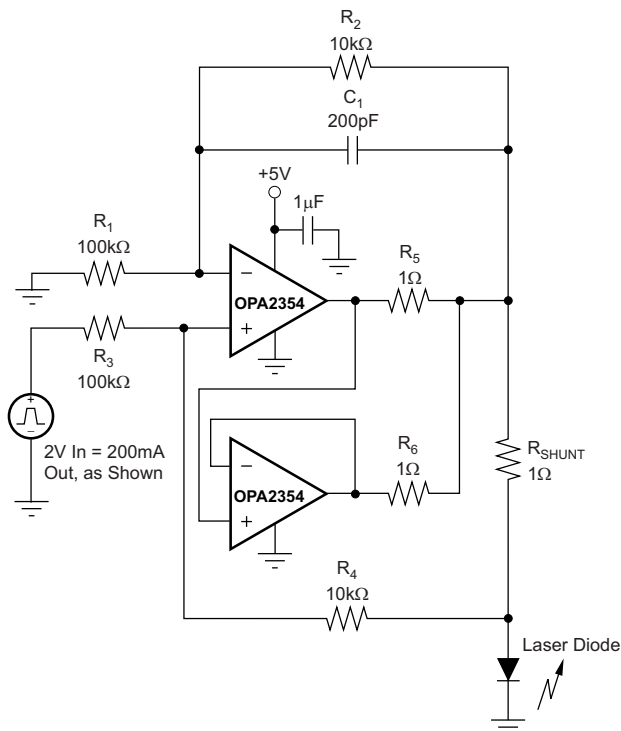 R2
10kΩ
C1
200pF
+5V
1μF
R1
100kΩ
R5
1Ω
−
OPA2354
+
R3
100kΩ
+
−
2V In = 200mA
Out, as Shown
R6
1Ω
RSHUNT
1Ω
−
OPA2354
+
R4
10kΩ
Laser Diode